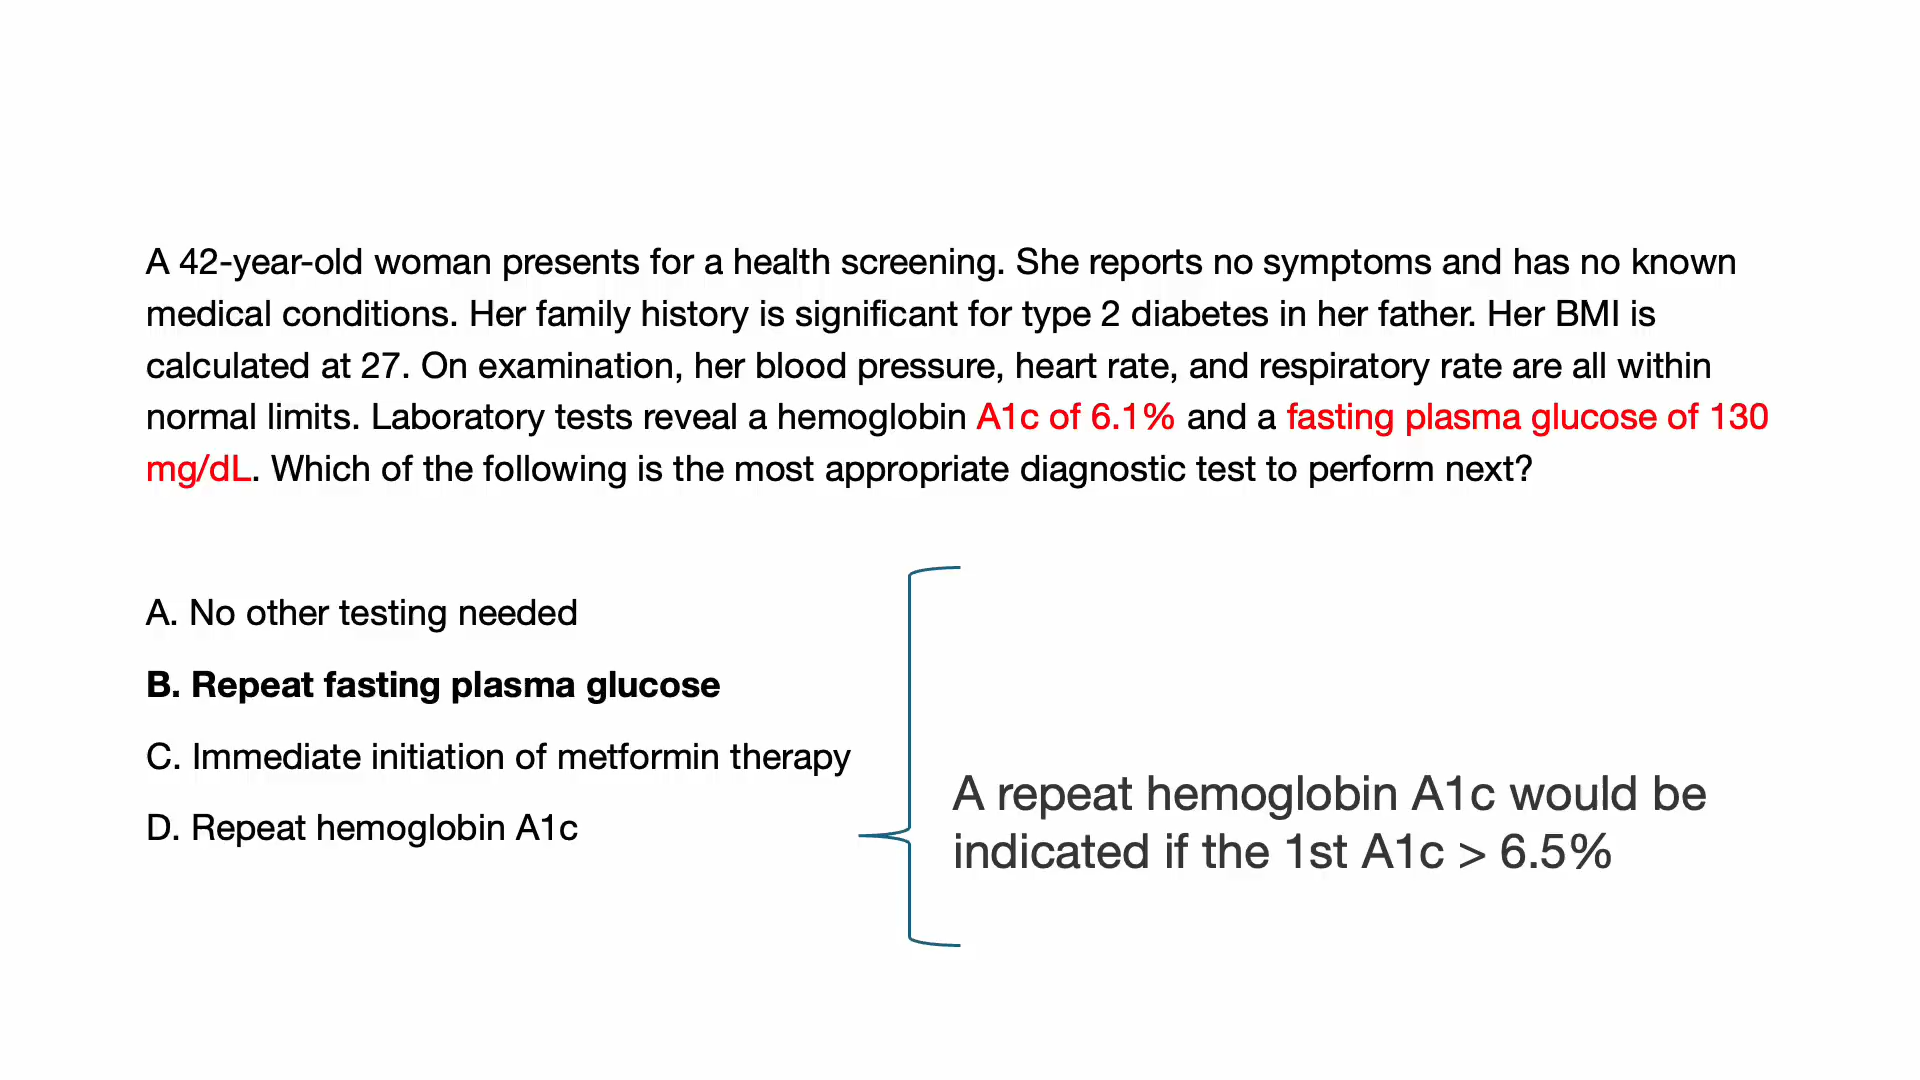 A 42-year-old woman presents for a health screening. She reports no symptoms and has no known
medical conditions. Her family history is significant for type 2 diabetes in her father. Her BMI is
calculated at 27. On examination, her blood pressure, heart rate, and respiratory rate are all within
normal limits. Laboratory tests reveal a hemoglobin A1c of 6.1% and a fasting plasma glucose of 130
mg/dL. Which of the following is the most appropriate diagnostic test to perform next?
A. No other testing needed
B. Repeat fasting plasma glucose
C. Immediate initiation of metformin therapy
D. Repeat hemoglobin A1c
A repeat hemoglobin A1c would be
indicated if the 1st A1c > 6.5%